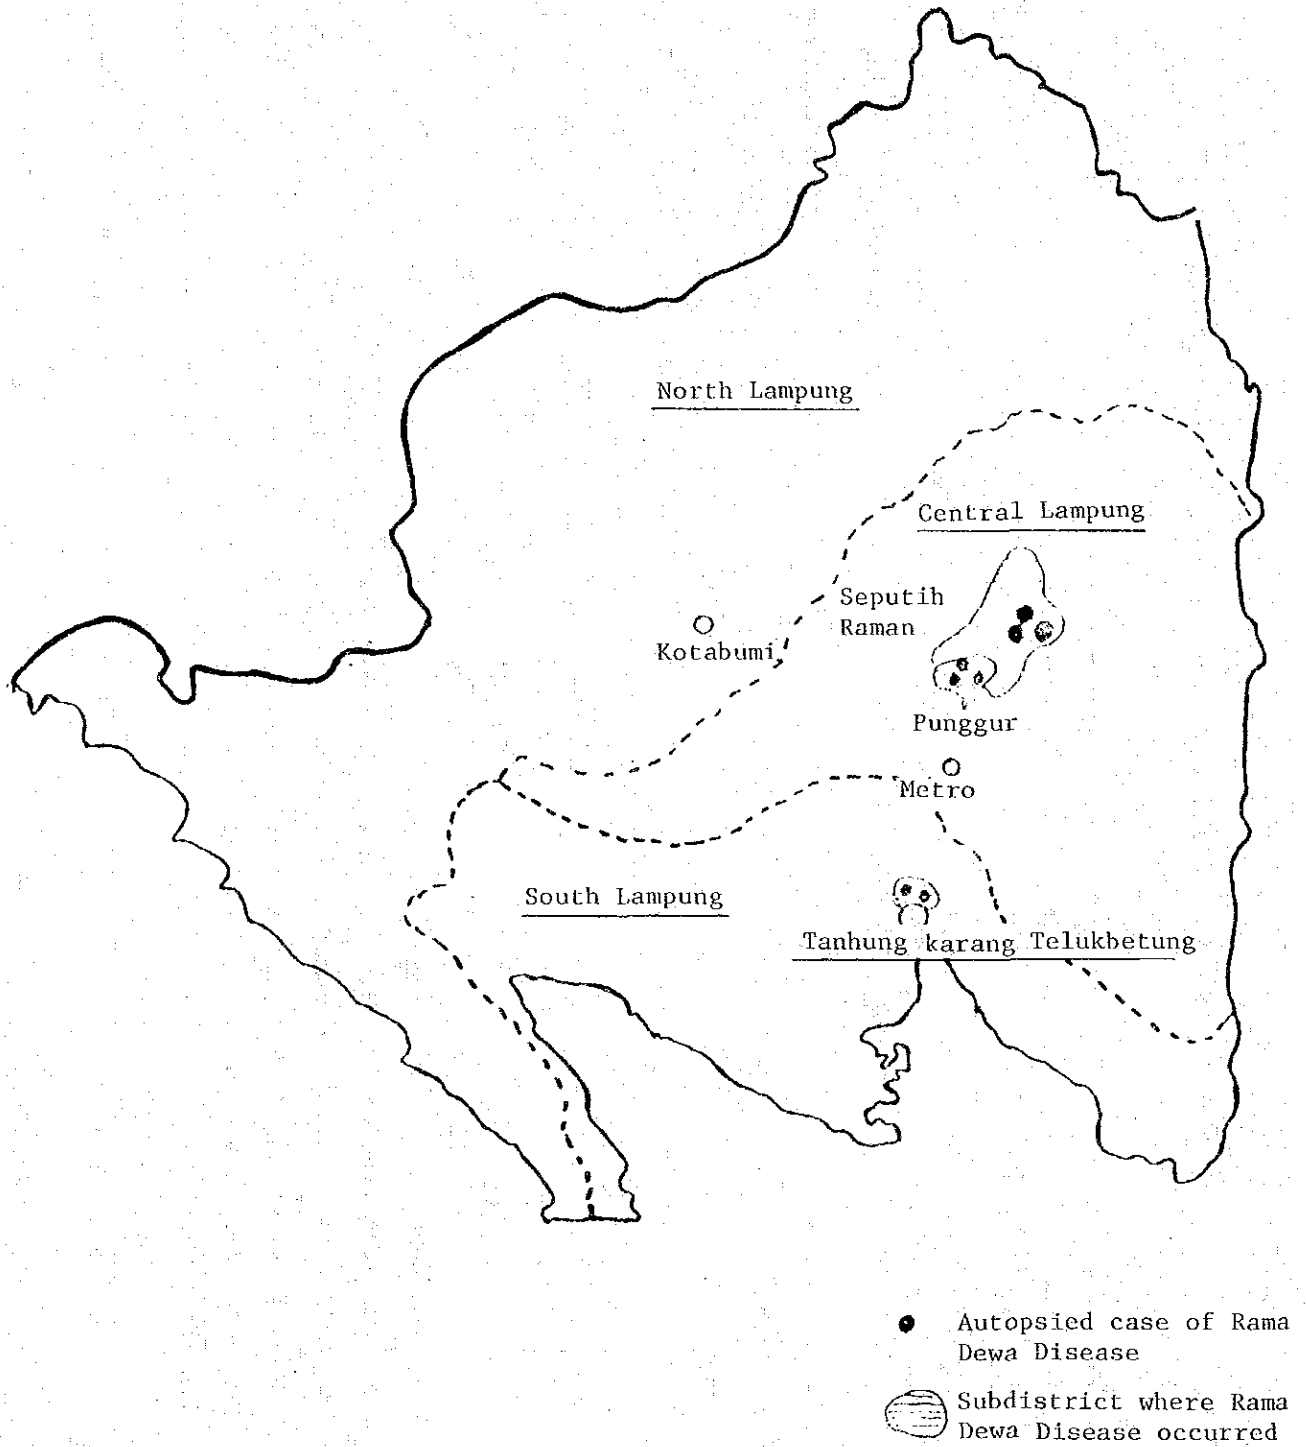 North Lampung
Central Lampung
Seputih
Raman
Kotabumi
Punggur
Metro
South Lampung
Tanhung karang Telukbetung
Autopsied case of Rama
Dewa Disease
Subdistrict where Rama
Dewa Disease occurred